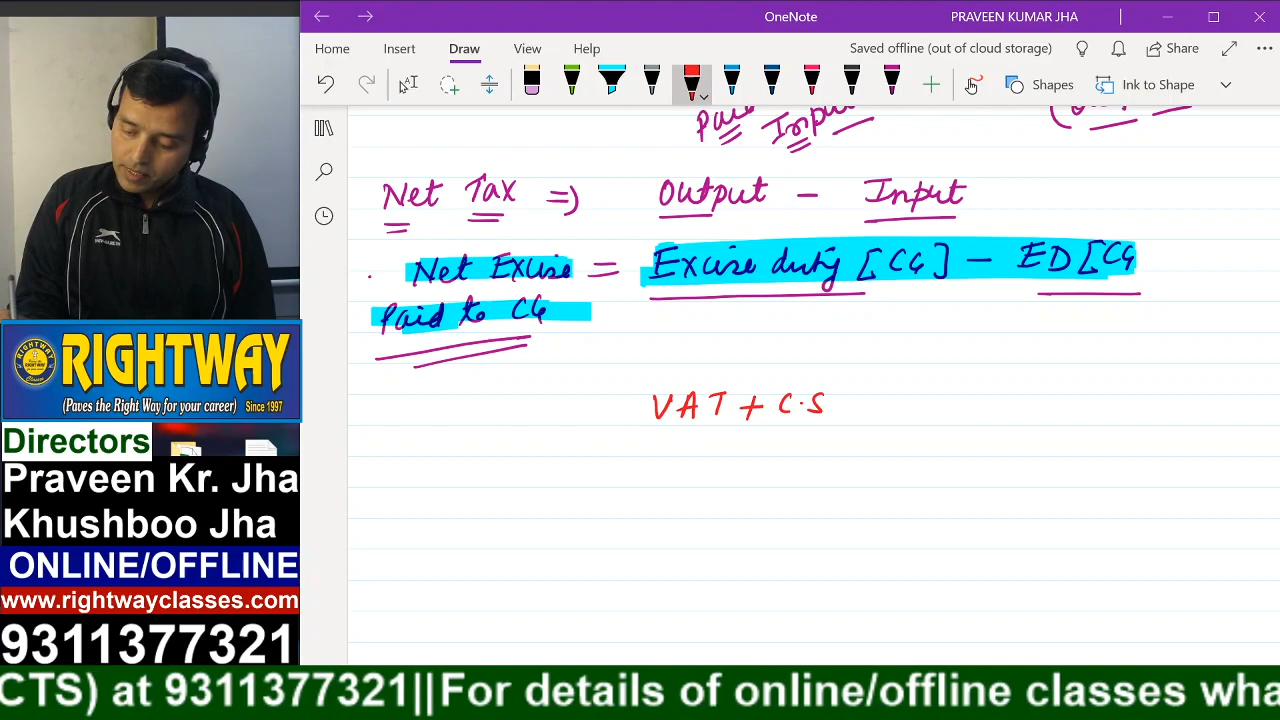 OneNote
PRAVEEN KUMAR JHA
Home Insert Draw View Help
Saved offline (out of cloud storage)
Share
Shapes
Ink to Shape
Paid
Input
Net Tax => Output - Input
Net Excise = Excise duty [CG] - ED [CG
Paid to CG
VAT + C.S
RIGHTWAY
(Paves the Right Way for your career) Since 1997
Directors
Praveen Kr. Jha
Khushboo Jha
ONLINE/OFFLINE
www.rightwayclasses.com
9311377321
CTS) at 9311377321||For details of online/offline classes wha